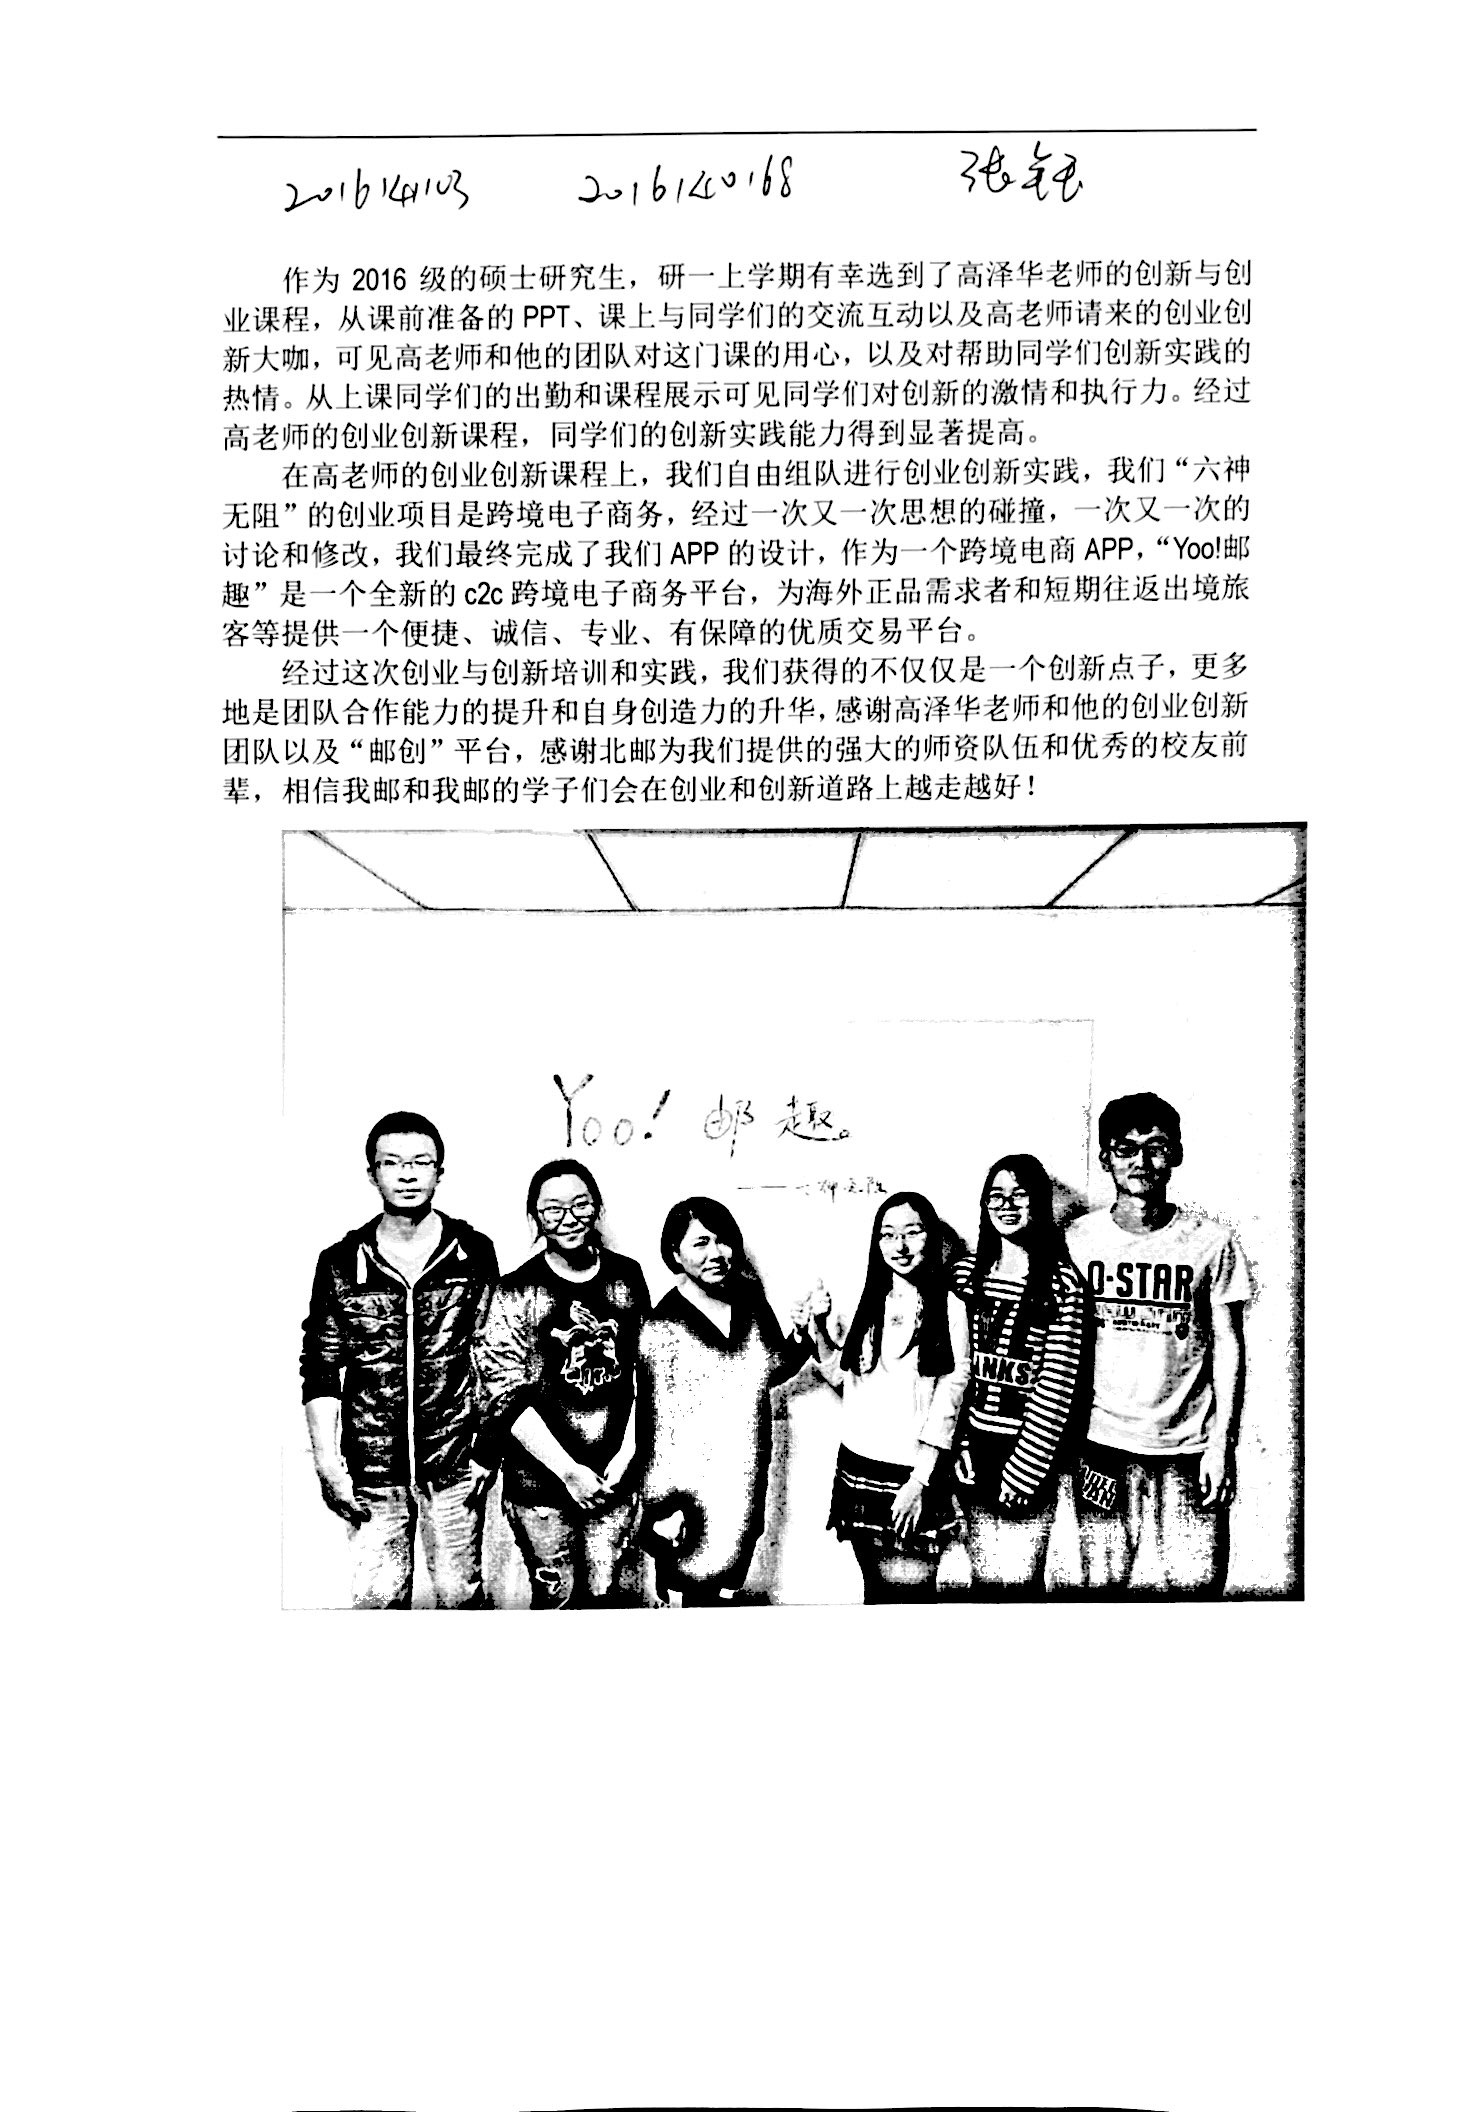 2016141103 2016140168 张钰
作为 2016 级的硕士研究生，研一上学期有幸选到了高泽华老师的创新与创
业课程，从课前准备的 PPT、课上与同学们的交流互动以及高老师请来的创业创
新大咖，可见高老师和他的团队对这门课的用心，以及对帮助同学们创新实践的
热情。从上课同学们的出勤和课程展示可见同学们对创新的激情和执行力。经过
高老师的创业创新课程，同学们的创新实践能力得到显著提高。
在高老师的创业创新课程上，我们自由组队进行创业创新实践，我们“六神
无阻”的创业项目是跨境电子商务，经过一次又一次思想的碰撞，一次又一次的
讨论和修改，我们最终完成了我们 APP 的设计，作为一个跨境电商 APP，“Yoo!邮
趣”是一个全新的 c2c 跨境电子商务平台，为海外正品需求者和短期往返出境旅
客等提供一个便捷、诚信、专业、有保障的优质交易平台。
经过这次创业与创新培训和实践，我们获得的不仅仅是一个创新点子，更多
地是团队合作能力的提升和自身创造力的升华，感谢高泽华老师和他的创业创新
团队以及“邮创”平台，感谢北邮为我们提供的强大的师资队伍和优秀的校友前
辈，相信我邮和我邮的学子们会在创业和创新道路上越走越好！
Yoo! 邮趣。
——六神无阻
O-STAR
ANKS